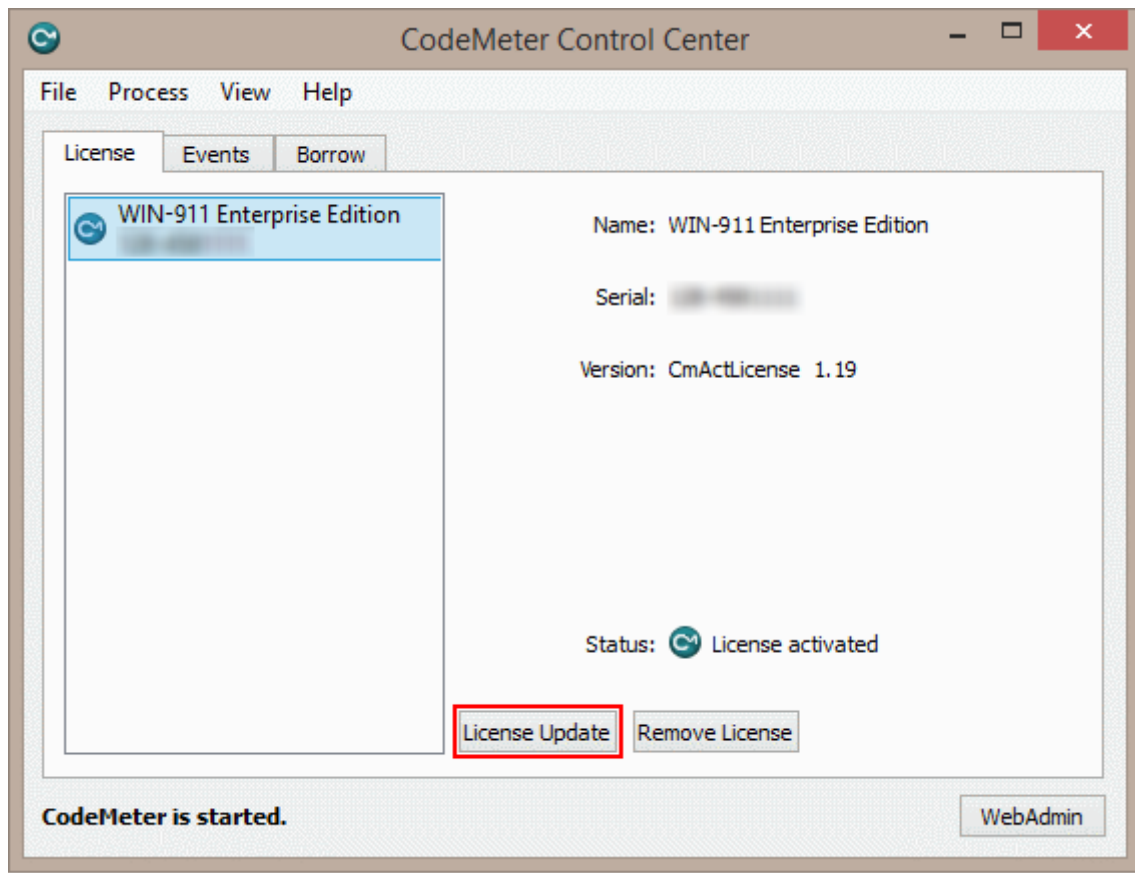 CodeMeter Control Center
File Process View Help
License Events Borrow
WIN-911 Enterprise Edition
Name: WIN-911 Enterprise Edition
Serial:
Version: CmActLicense 1.19
Status: License activated
License Update Remove License
CodeMeter is started.
WebAdmin